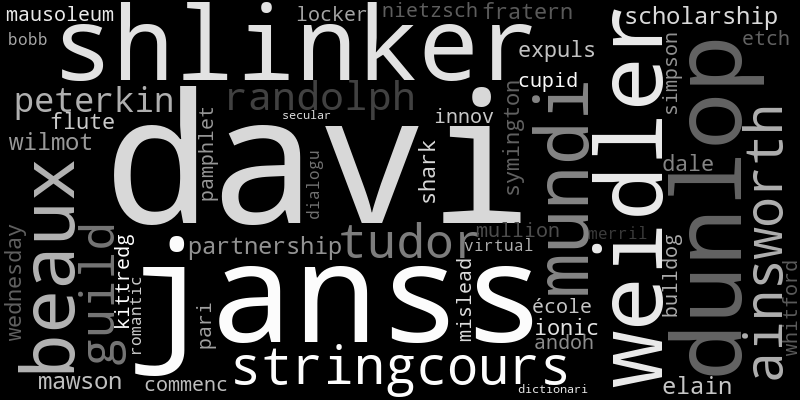 mausoleum
locker
nietzsch
fratern
scholarship
bobb
shlinker
expuls
simpson
etch
peterkin
randolph
cupid
flute
pamphlet
secular
innov
wilmot
davi
shark
symington
mundi
weidler
dunlop
dale
dialogu
ainsworth
beaux
wednesday
guild
kittredg
romantic
partnership
tudor
mullion
virtual
merril
janss
mislead
bulldog
whitford
pari
école
ionic
andon
stringcours
mawson
commenc
dictionari
elain